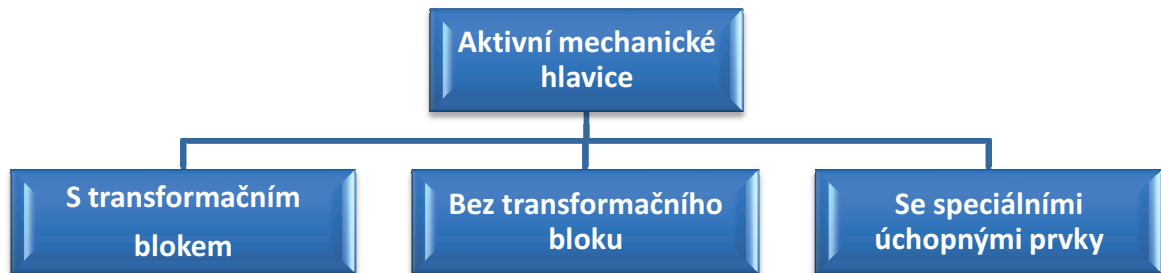 Aktivní mechanické
hlavice
S transformačním
blokem
Bez transformačního
bloku
Se speciálními
úchopnými prvky